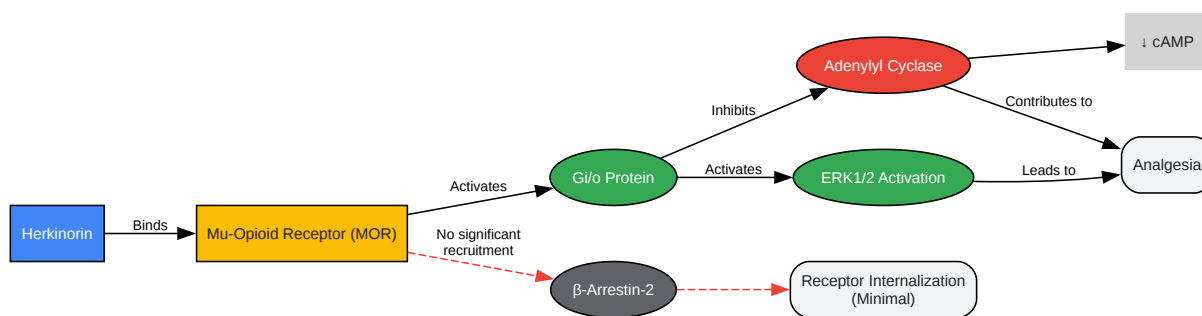 Herkinorin
Binds
Mu-Opioid Receptor (MOR)
Activates
No significant
recruitment
Gi/o Protein
β-Arrestin-2
Inhibits
Activates
Adenylyl Cyclase
ERK1/2 Activation
Receptor Internalization
(Minimal)
Contributes to
Leads to
↓ cAMP
Analgesia